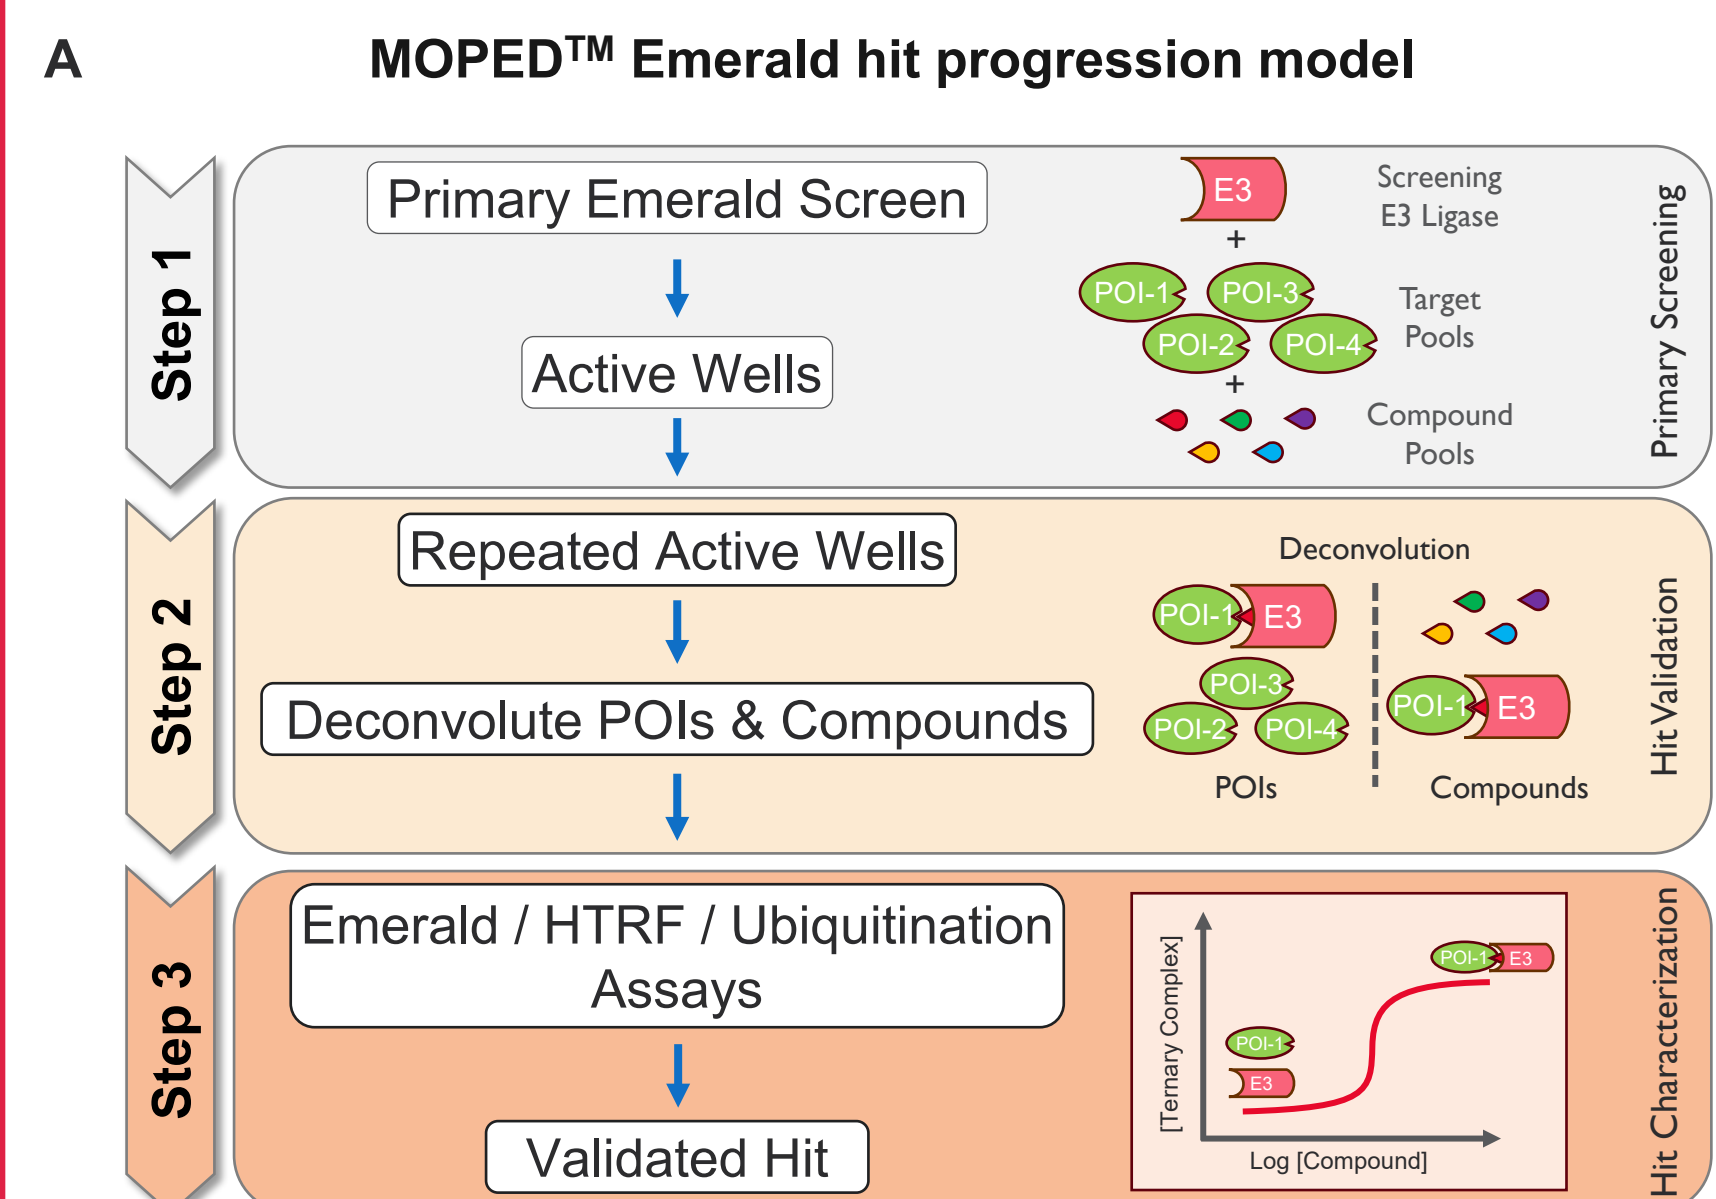 A
MOPED™ Emerald hit progression model
Step 1
Primary Emerald Screen
Active Wells
E3
+
POI-1
POI-3
POI-2
POI-4
+
Screening
E3 Ligase
Target
Pools
Compound
Pools
Primary Screening
Step 2
Repeated Active Wells
Deconvolute POIs & Compounds
Deconvolution
POI-1
E3
POI-3
POI-2
POI-4
POIs
POI-1
E3
Compounds
Hit Validation
Step 3
Emerald / HTRF / Ubiquitination
Assays
Validated Hit
[Ternary Complex]
POI-1
E3
POI-1
E3
Log [Compound]
Hit Characterization